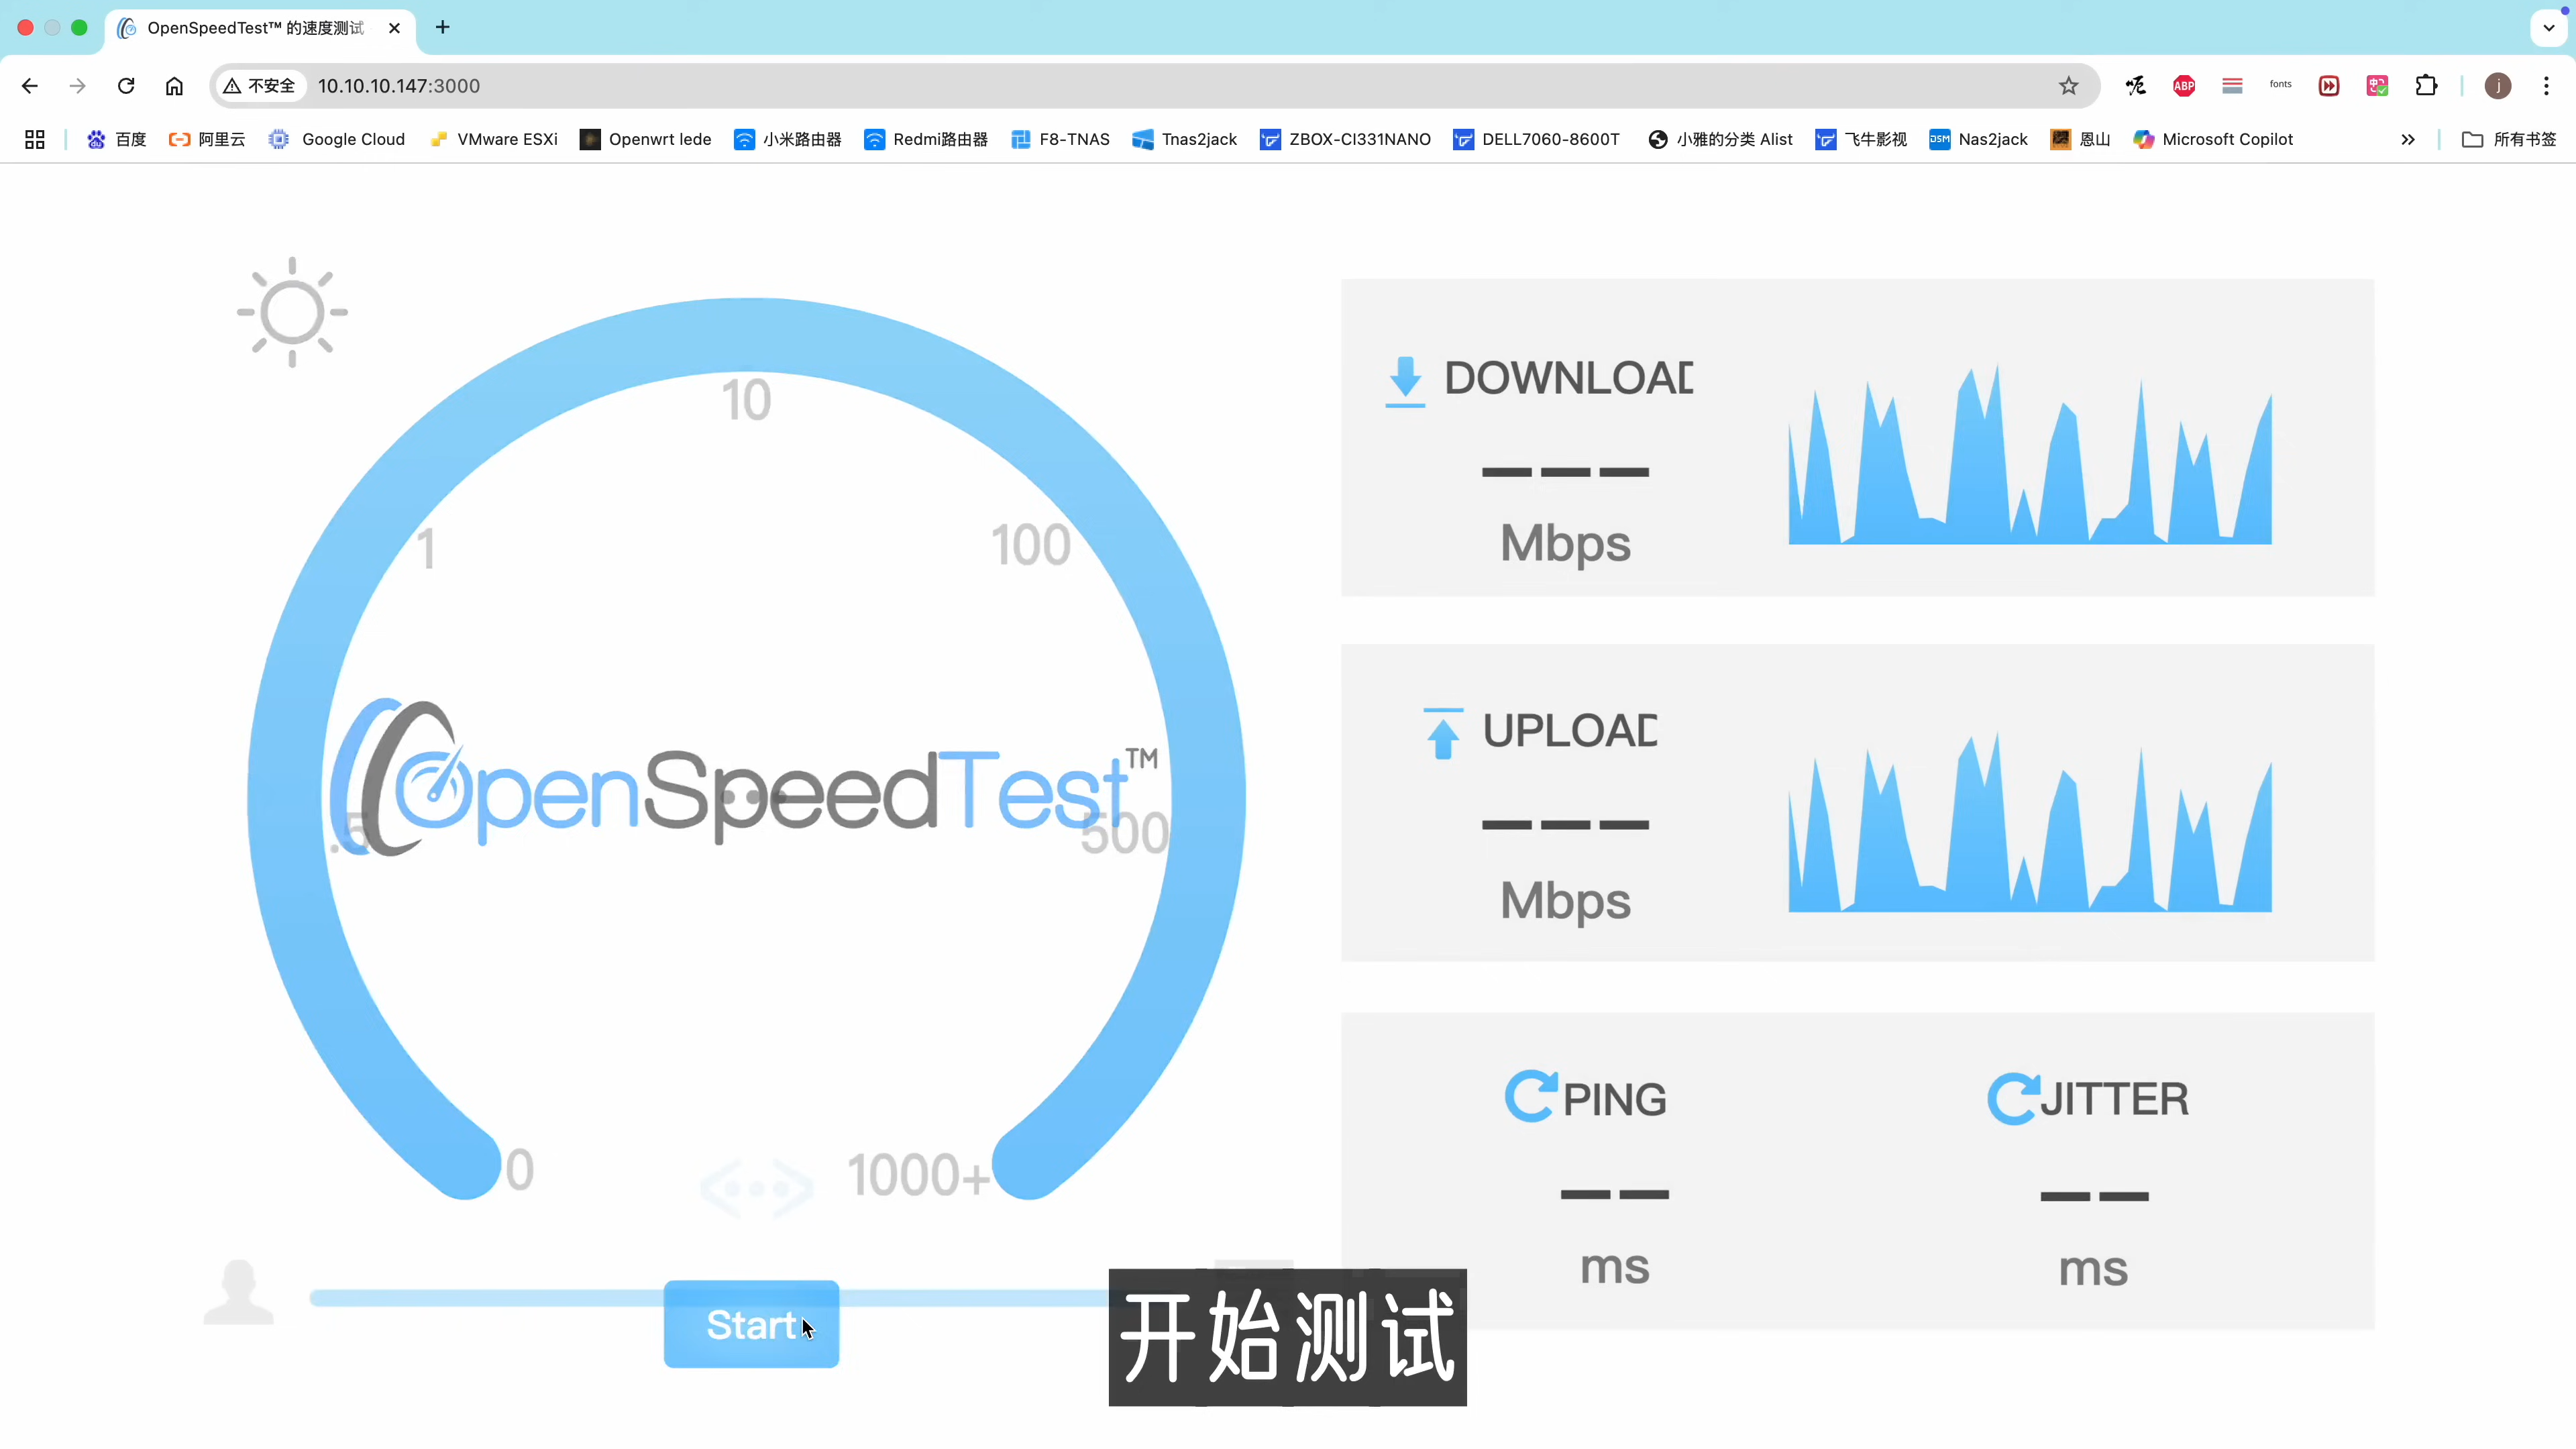 OpenSpeedTest™ 的速度测试
不安全 10.10.10.147:3000
ABP
fonts
j
百度 阿里云 Google Cloud VMware ESXi Openwrt lede 小米路由器 Redmi路由器 F8-TNAS Tnas2jack ZBOX-CI331NANO DELL7060-8600T 小雅的分类 Alist 飞牛影视 Nas2jack 恩山 Microsoft Copilot 所有书签
10
1
100
OpenSpeedTest™
.5
500
0
1000+
Start
DOWNLOAD
---
Mbps
UPLOAD
---
Mbps
PING
--
ms
JITTER
--
ms
开始测试